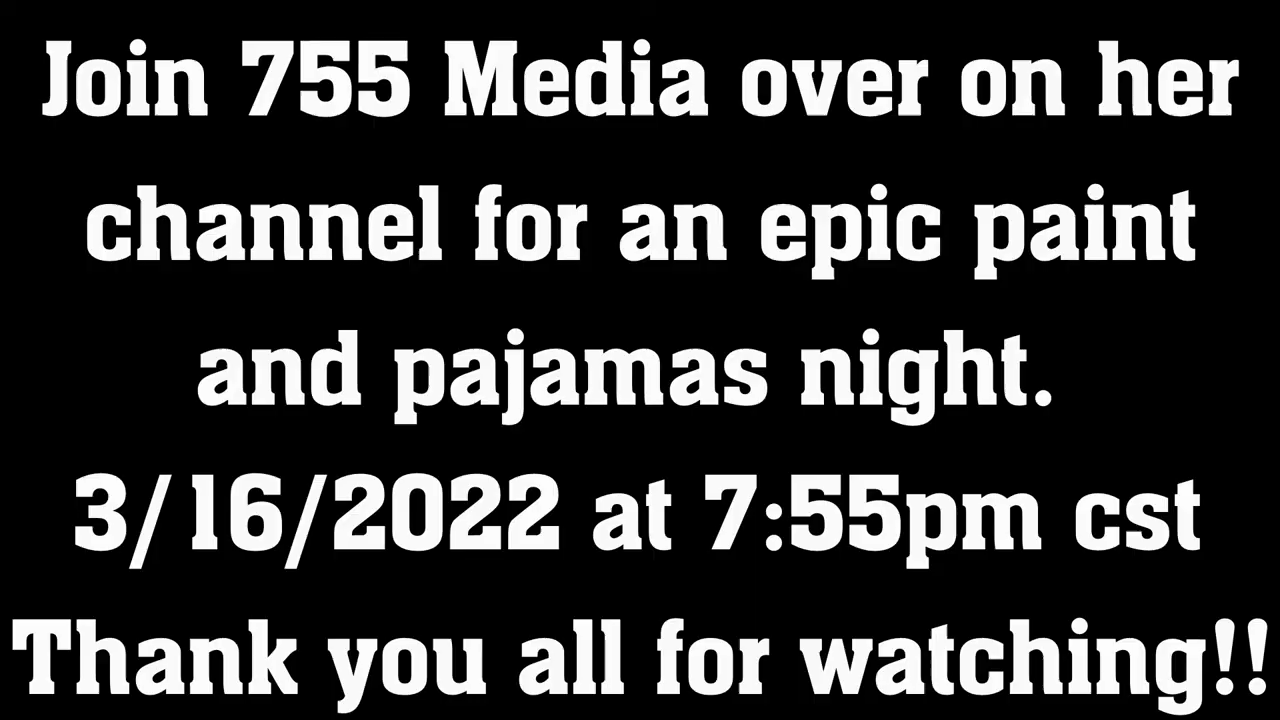 Join 755 Media over on her
channel for an epic paint
and pajamas night.
3/16/2022 at 7:55pm cst
Thank you all for watching!!